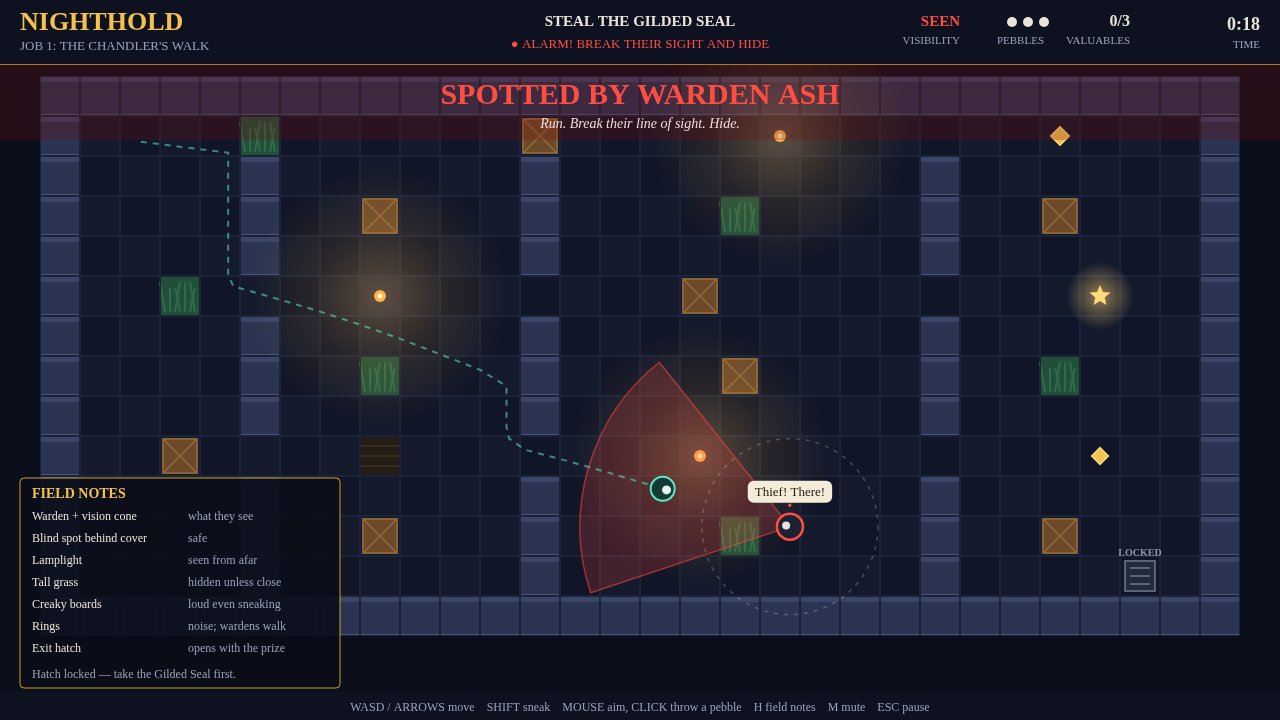 NIGHTHOLD
JOB 1: THE CHANDLER'S WALK
STEAL THE GILDED SEAL
● ALARM! BREAK THEIR SIGHT AND HIDE
SEEN
VISIBILITY
PEBBLES
0/3
VALUABLES
0:18
TIME
SPOTTED BY WARDEN ASH
Run. Break their line of sight. Hide.
Thief! There!
LOCKED
FIELD NOTES
Warden + vision cone what they see
Blind spot behind cover safe
Lamplight seen from afar
Tall grass hidden unless close
Creaky boards loud even sneaking
Rings noise; wardens walk
Exit hatch opens with the prize
Hatch locked — take the Gilded Seal first.
WASD / ARROWS move SHIFT sneak MOUSE aim, CLICK throw a pebble H field notes M mute ESC pause